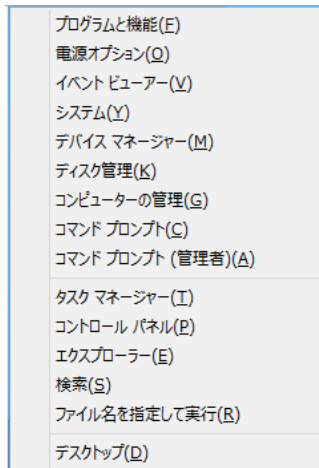 プログラムと機能(F)
電源オプション(O)
イベント ビューアー(V)
システム(Y)
デバイス マネージャー(M)
ディスク管理(K)
コンピューターの管理(G)
コマンド プロンプト(C)
コマンド プロンプト (管理者)(A)
タスク マネージャー(T)
コントロール パネル(P)
エクスプローラー(E)
検索(S)
ファイル名を指定して実行(R)
デスクトップ(D)